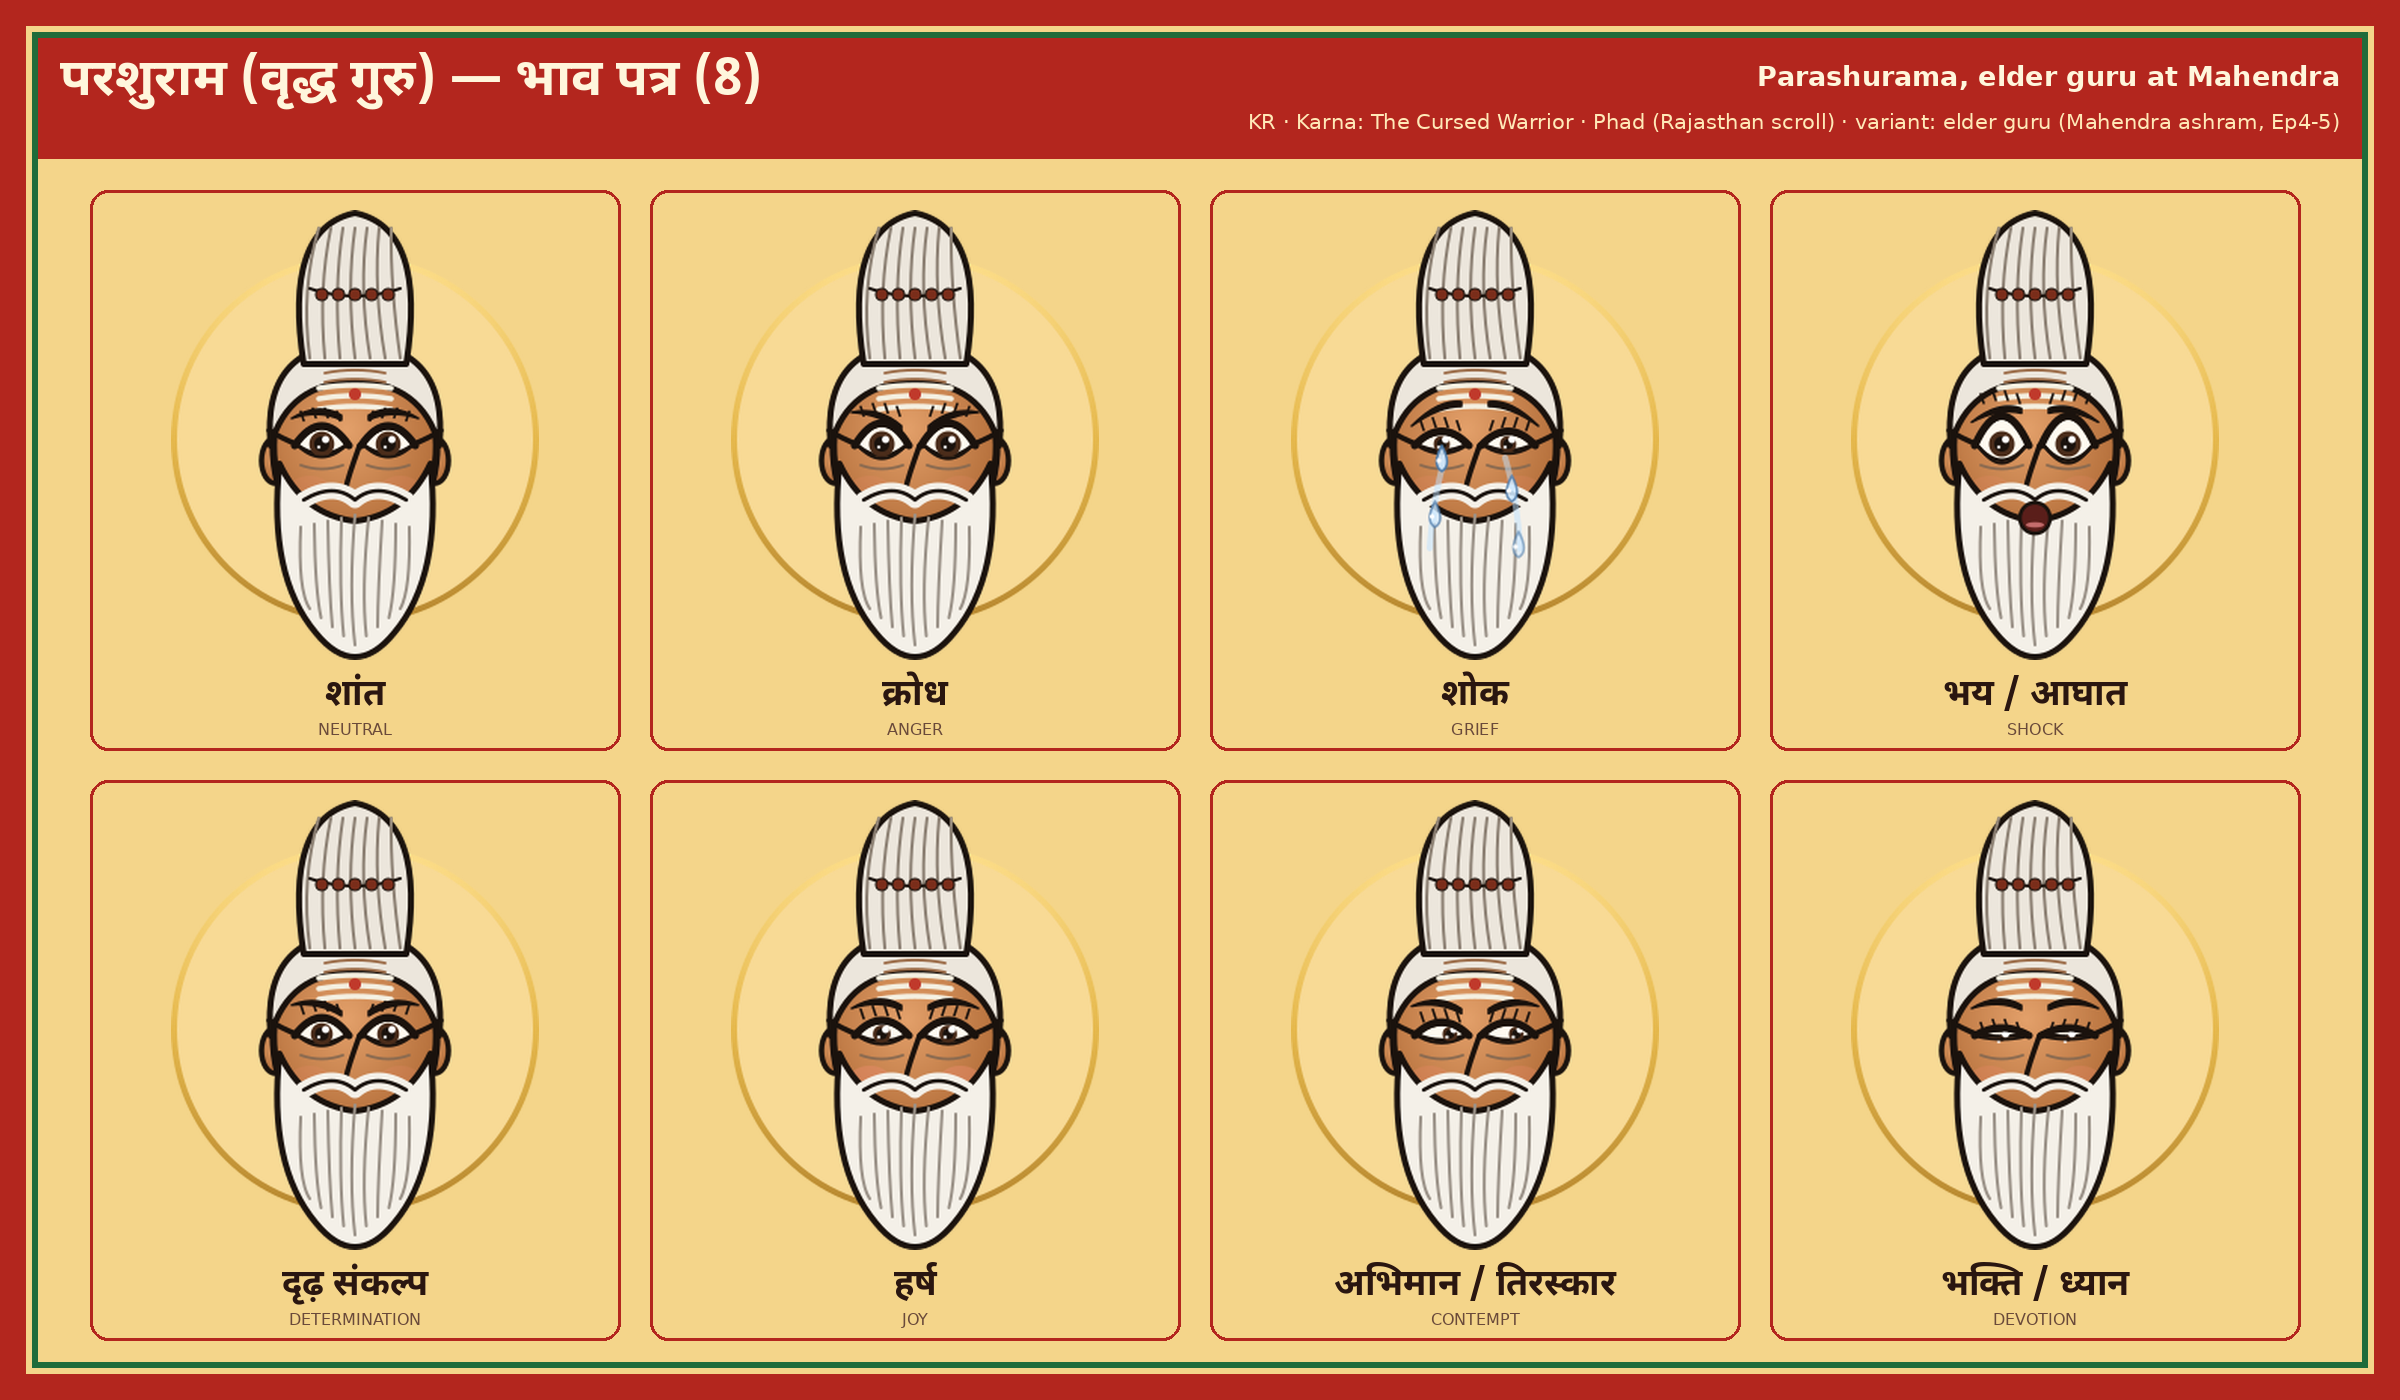 परशुराम (वृद्ध गुरु) — भाव पत्र (8)
Parashurama, elder guru at Mahendra
KR · Karna: The Cursed Warrior · Phad (Rajasthan scroll) · variant: elder guru (Mahendra ashram, Ep4-5)
शांत
NEUTRAL
क्रोध
ANGER
शोक
GRIEF
भय / आघात
SHOCK
दृढ़ संकल्प
DETERMINATION
हर्ष
JOY
अभिमान / तिरस्कार
CONTEMPT
भक्ति / ध्यान
DEVOTION